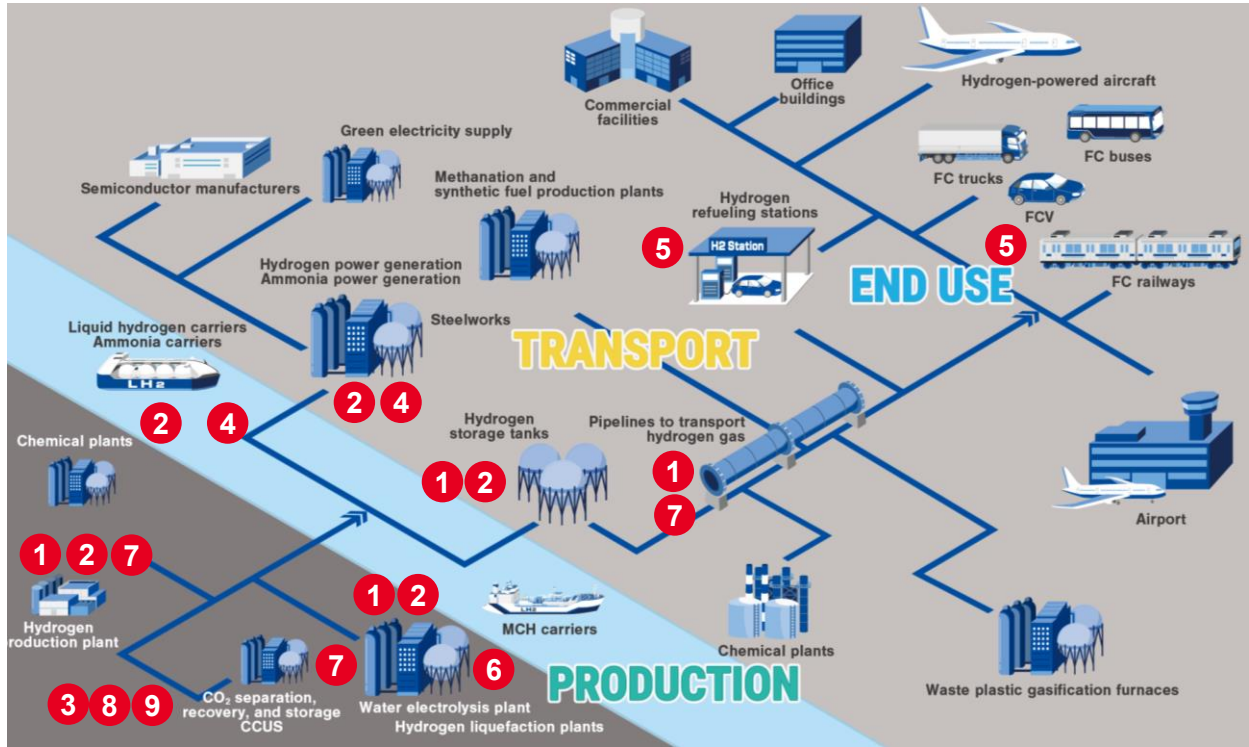 Commercial
facilities
Office
buildings
Hydrogen-powered aircraft
Green electricity supply
FC buses
FC trucks
Semiconductor manufacturers
Methanation and
synthetic fuel production plants
Hydrogen
refueling stations
FCV
5
H2 Station
5
END USE
FC railways
Hydrogen power generation
Ammonia power generation
Steelworks
TRANSPORT
Liquid hydrogen carriers
Ammonia carriers
LH2
2
4
2
4
Chemical plants
Hydrogen
storage tanks
1
2
Pipelines to transport
hydrogen gas
1
7
Airport
1
2
7
Hydrogen
production plant
1
2
LH2
MCH carriers
Chemical plants
7
6
3
8
9
CO₂ separation,
recovery, and storage
CCUS
Water electrolysis plant
Hydrogen liquefaction plants
PRODUCTION
Waste plastic gasification furnaces